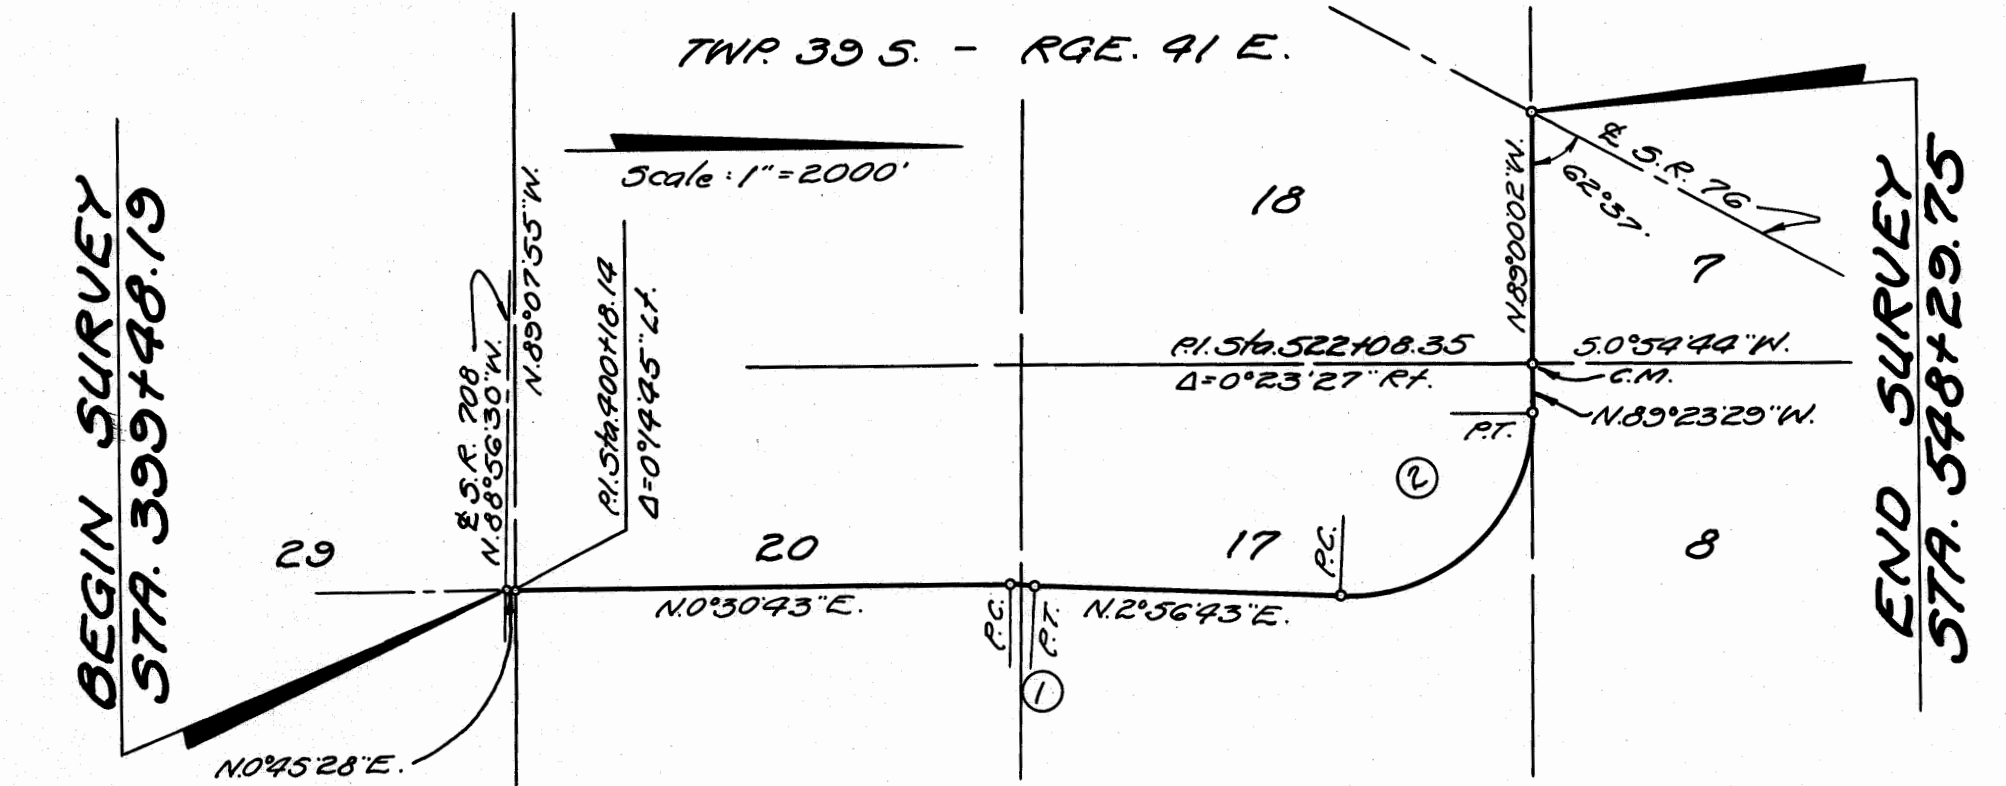 TWP. 39 S. - RGE. 41 E.
Scale : 1" = 2000'
BEGIN SURVEY
STA. 399+48.19
29
℄ S.R. 708
N.88°56'30"W.
N.89°07'55"W.
P.I.Sta.400+18.14
Δ=0°14'45" Lt.
20
N.0°30'43"E.
N.0°45'28"E.
P.C.
P.T.
1
N.2°56'43"E.
17
P.C.
2
P.T.
18
P.I.Sta.522+08.35
Δ=0°23'27" Rt.
S.0°54'44"W.
C.M.
N.89°23'29"W.
N.89°00'02"W.
62°37'
℄ S.R. 76
7
8
END SURVEY
STA. 548+29.75